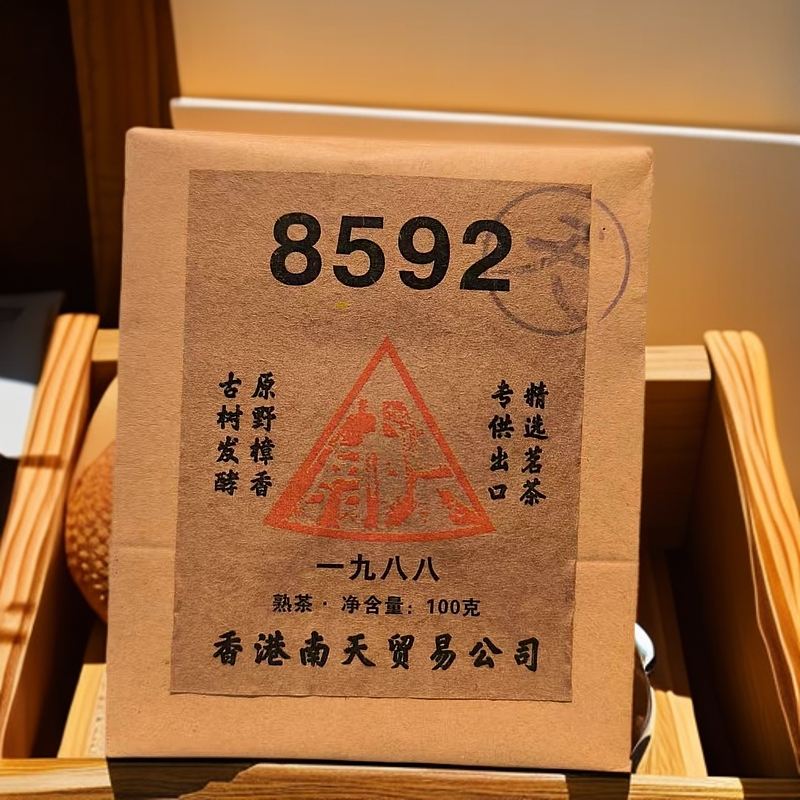 8592
原野樟香
古树发酵
精选茗茶
专供出口
一九八八
熟茶·净含量：100克
香港南天贸易公司